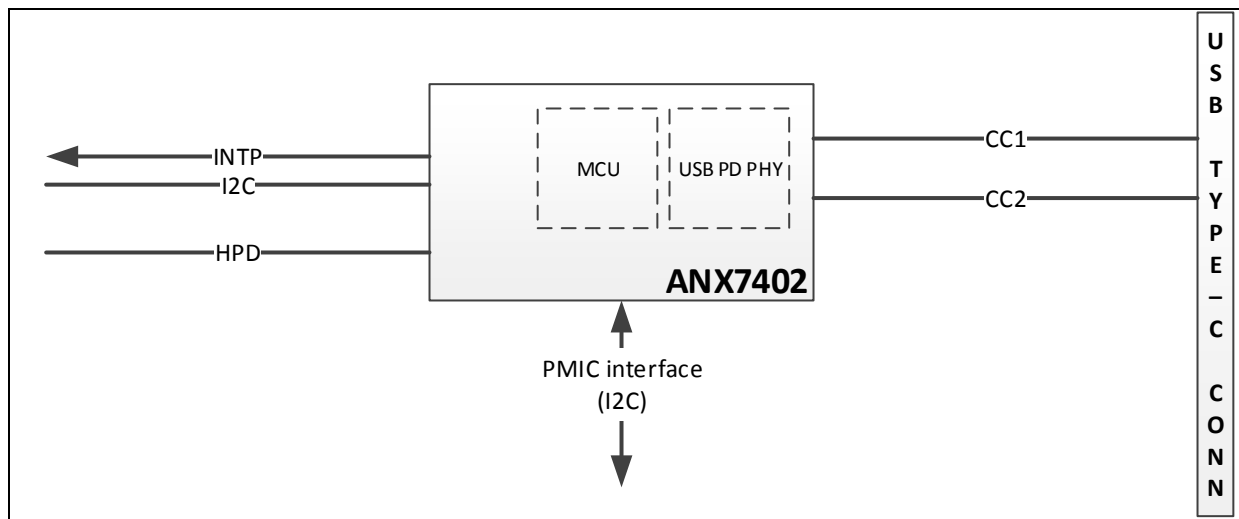 INTP
I2C
HPD
MCU
USB PD PHY
ANX7402
PMIC interface
(I2C)
CC1
CC2
U
S
B
T
Y
P
E
–
C
C
O
N
N